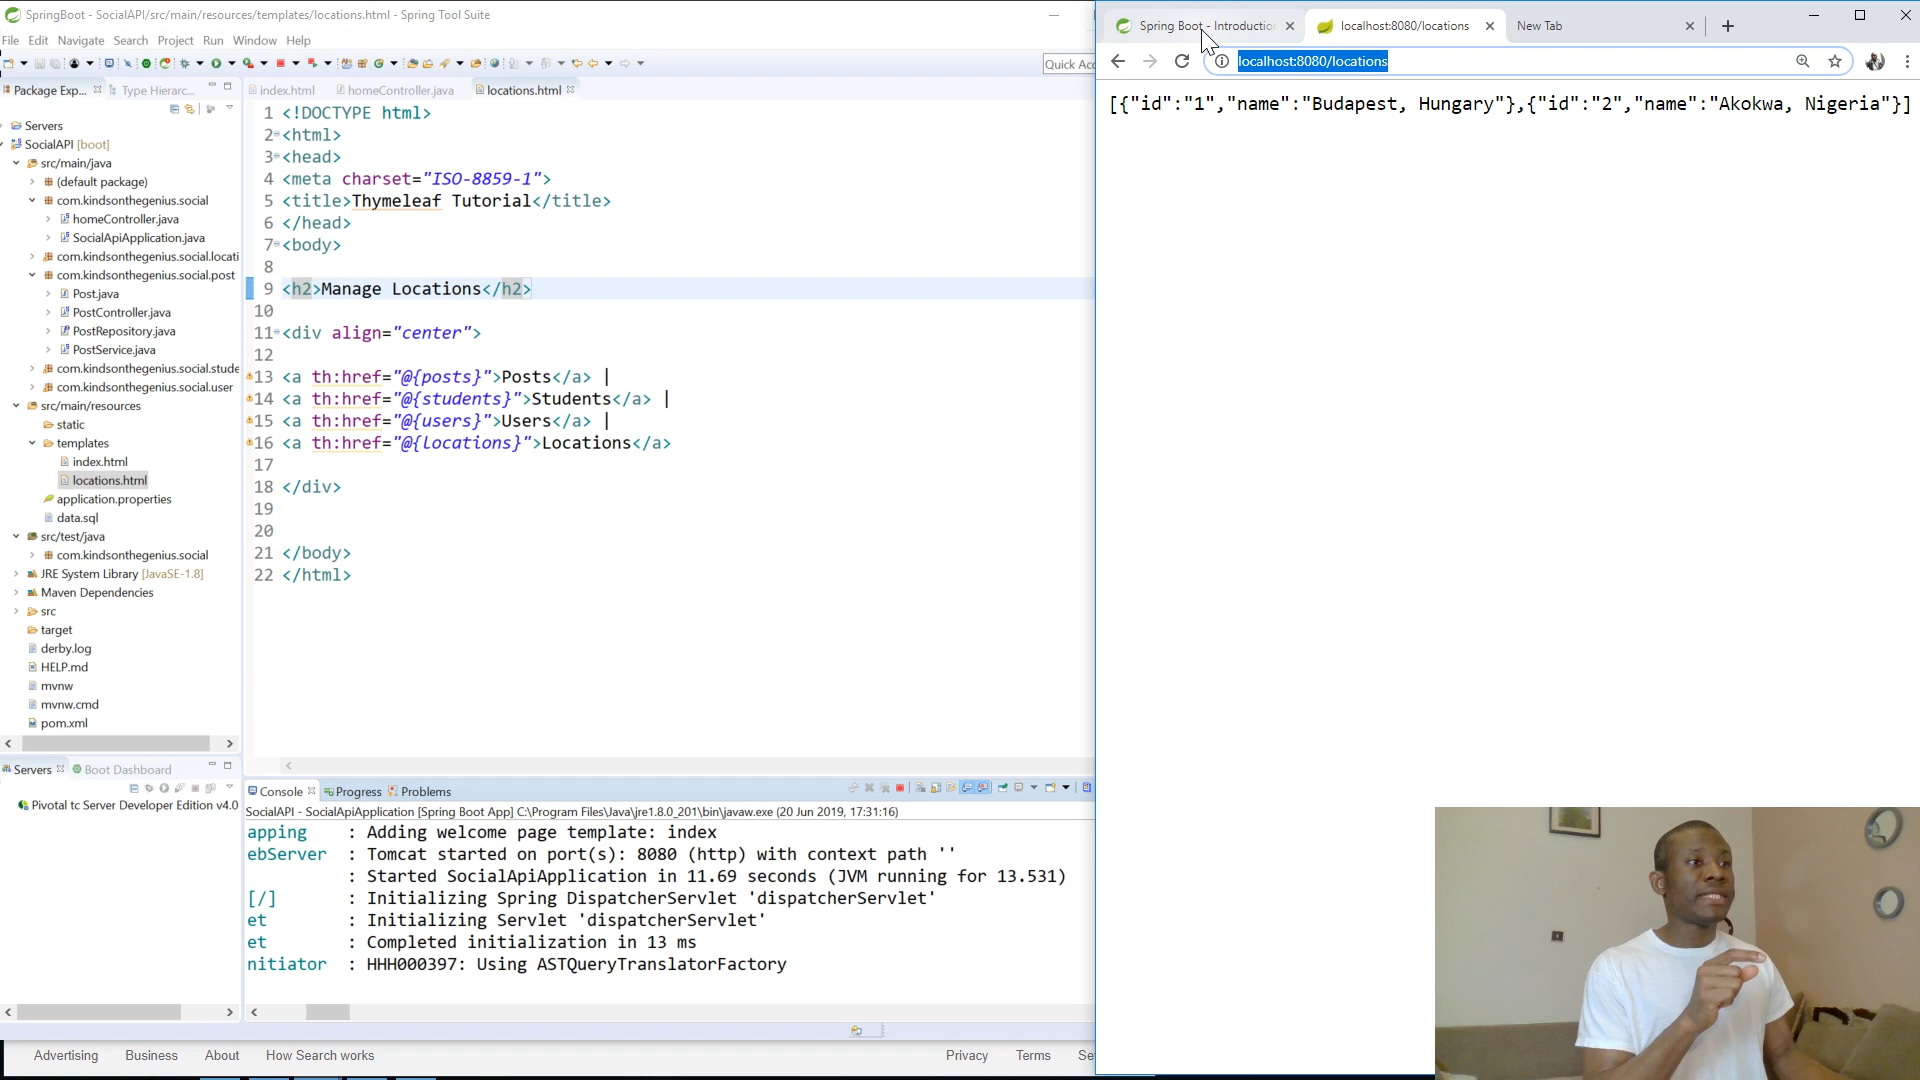 SpringBoot - SocialAPI/src/main/resources/templates/locations.html - Spring Tool Suite
File Edit Navigate Search Project Run Window Help
Quick Acc
Package Exp... Type Hierarc...
Servers
SocialAPI [boot]
src/main/java
(default package)
com.kindsonthegenius.social
homeController.java
SocialApiApplication.java
com.kindsonthegenius.social.locati
com.kindsonthegenius.social.post
Post.java
PostController.java
PostRepository.java
PostService.java
com.kindsonthegenius.social.stude
com.kindsonthegenius.social.user
src/main/resources
static
templates
index.html
locations.html
application.properties
data.sql
src/test/java
com.kindsonthegenius.social
JRE System Library [JavaSE-1.8]
Maven Dependencies
src
target
derby.log
HELP.md
mvnw
mvnw.cmd
pom.xml
Servers Boot Dashboard
Pivotal tc Server Developer Edition v4.0
index.html homeController.java locations.html
1 <!DOCTYPE html>
2 <html>
3 <head>
4 <meta charset="ISO-8859-1">
5 <title>Thymeleaf Tutorial</title>
6 </head>
7 <body>
8
9 <h2>Manage Locations</h2>
10
11 <div align="center">
12
13 <a th:href="@{posts}">Posts</a> |
14 <a th:href="@{students}">Students</a> |
15 <a th:href="@{users}">Users</a> |
16 <a th:href="@{locations}">Locations</a>
17
18 </div>
19
20
21 </body>
22 </html>
Console Progress Problems
SocialAPI - SocialApiApplication [Spring Boot App] C:\Program Files\Java\jre1.8.0_201\bin\javaw.exe (20 Jun 2019, 17:31:16)
apping : Adding welcome page template: index
ebServer : Tomcat started on port(s): 8080 (http) with context path ''
: Started SocialApiApplication in 11.69 seconds (JVM running for 13.531)
[/] : Initializing Spring DispatcherServlet 'dispatcherServlet'
et : Initializing Servlet 'dispatcherServlet'
et : Completed initialization in 13 ms
nitiator : HHH000397: Using ASTQueryTranslatorFactory
Advertising Business About How Search works Privacy Terms Se
Spring Boot - Introduction localhost:8080/locations New Tab
localhost:8080/locations
[{"id":"1","name":"Budapest, Hungary"},{"id":"2","name":"Akokwa, Nigeria"}]